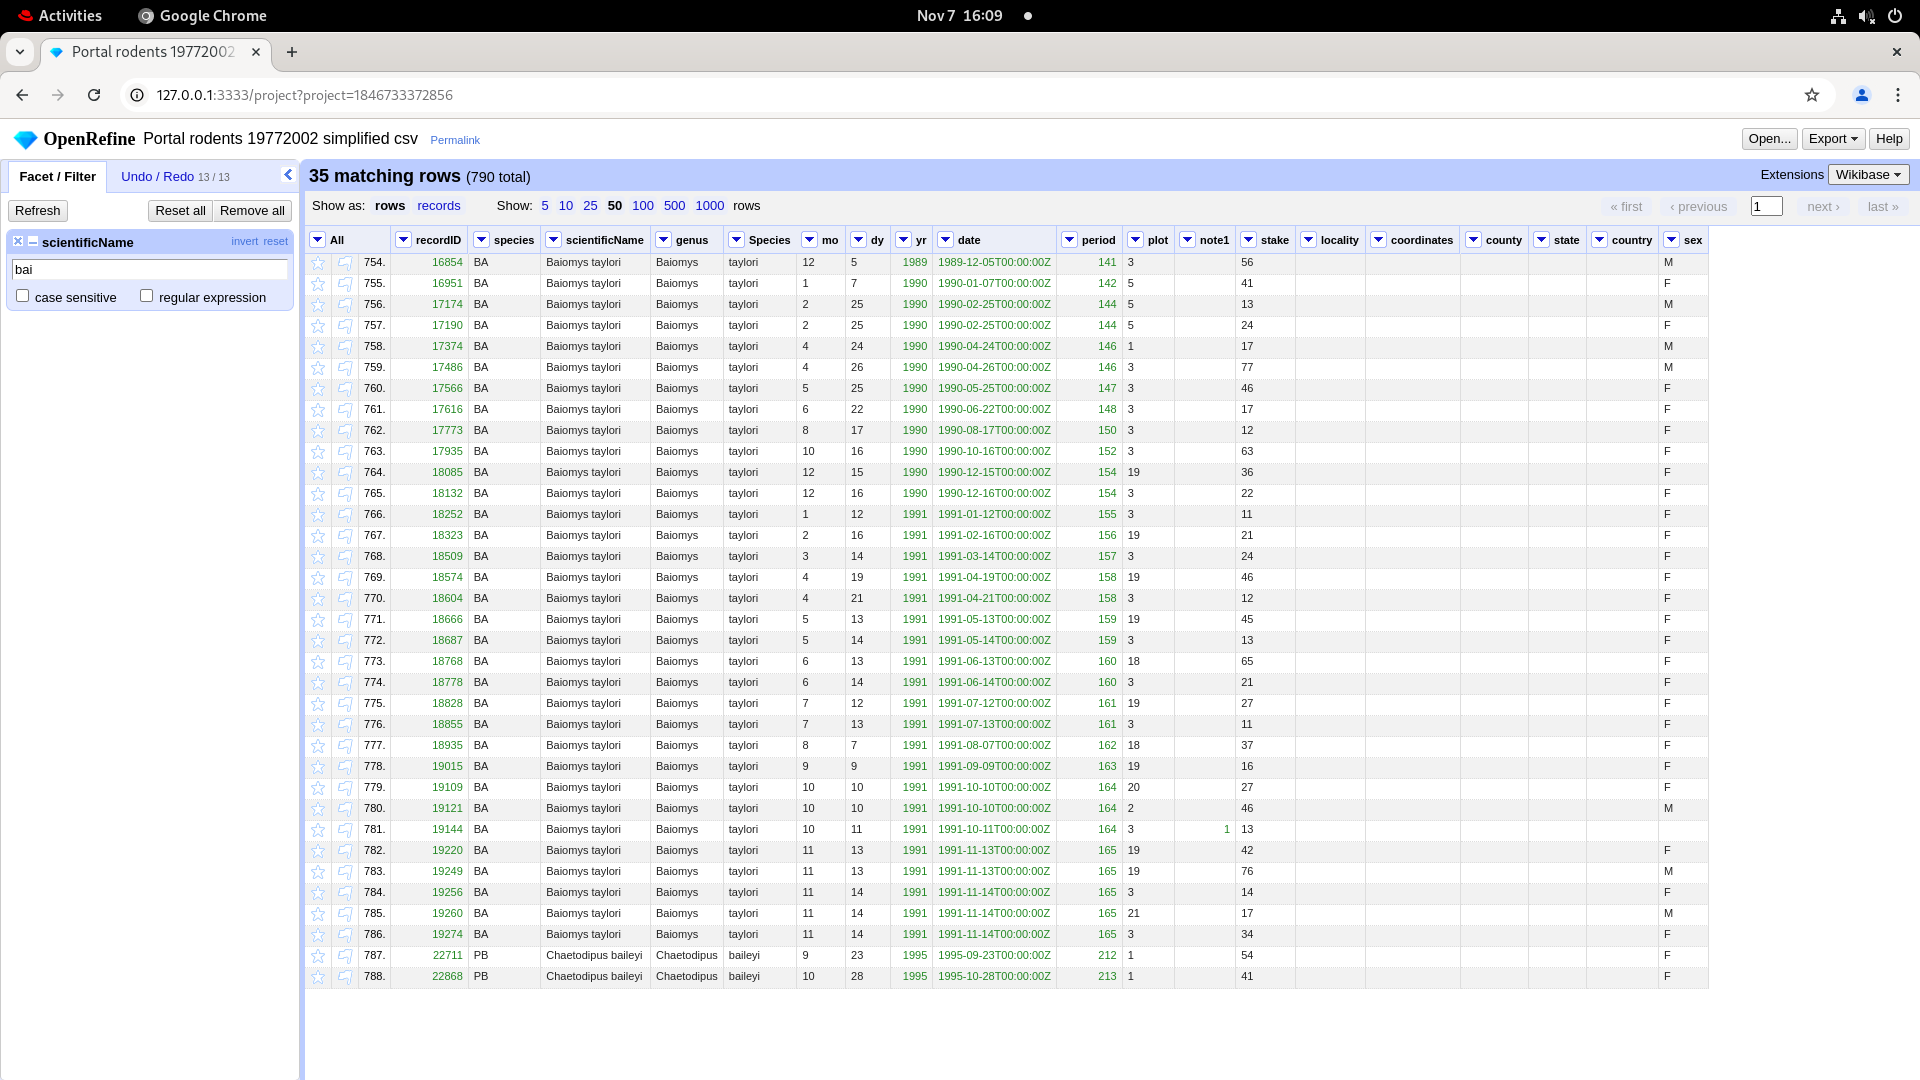 Activities Google Chrome Nov 7 16:09
Portal rodents 19772002
127.0.0.1:3333/project?project=1846733372856
OpenRefine Portal rodents 19772002 simplified csv Permalink Open... Export Help
Facet / Filter Undo / Redo 13 / 13 35 matching rows (790 total) Extensions Wikibase
Refresh Reset all Remove all Show as: rows records Show: 5 10 25 50 100 500 1000 rows « first ‹ previous 1 next › last »
scientificName invert reset
bai
case sensitive regular expression
All recordID species scientificName genus Species mo dy yr date period plot note1 stake locality coordinates county state country sex
754. 16854 BA Baiomys taylori Baiomys taylori 12 5 1989 1989-12-05T00:00:00Z 141 3 56 M
755. 16951 BA Baiomys taylori Baiomys taylori 1 7 1990 1990-01-07T00:00:00Z 142 5 41 F
756. 17174 BA Baiomys taylori Baiomys taylori 2 25 1990 1990-02-25T00:00:00Z 144 5 13 M
757. 17190 BA Baiomys taylori Baiomys taylori 2 25 1990 1990-02-25T00:00:00Z 144 5 24 F
758. 17374 BA Baiomys taylori Baiomys taylori 4 24 1990 1990-04-24T00:00:00Z 146 1 17 M
759. 17486 BA Baiomys taylori Baiomys taylori 4 26 1990 1990-04-26T00:00:00Z 146 3 77 M
760. 17566 BA Baiomys taylori Baiomys taylori 5 25 1990 1990-05-25T00:00:00Z 147 3 46 F
761. 17616 BA Baiomys taylori Baiomys taylori 6 22 1990 1990-06-22T00:00:00Z 148 3 17 F
762. 17773 BA Baiomys taylori Baiomys taylori 8 17 1990 1990-08-17T00:00:00Z 150 3 12 F
763. 17935 BA Baiomys taylori Baiomys taylori 10 16 1990 1990-10-16T00:00:00Z 152 3 63 F
764. 18085 BA Baiomys taylori Baiomys taylori 12 15 1990 1990-12-15T00:00:00Z 154 19 36 F
765. 18132 BA Baiomys taylori Baiomys taylori 12 16 1990 1990-12-16T00:00:00Z 154 3 22 F
766. 18252 BA Baiomys taylori Baiomys taylori 1 12 1991 1991-01-12T00:00:00Z 155 3 11 F
767. 18323 BA Baiomys taylori Baiomys taylori 2 16 1991 1991-02-16T00:00:00Z 156 19 21 F
768. 18509 BA Baiomys taylori Baiomys taylori 3 14 1991 1991-03-14T00:00:00Z 157 3 24 F
769. 18574 BA Baiomys taylori Baiomys taylori 4 19 1991 1991-04-19T00:00:00Z 158 19 46 F
770. 18604 BA Baiomys taylori Baiomys taylori 4 21 1991 1991-04-21T00:00:00Z 158 3 12 F
771. 18666 BA Baiomys taylori Baiomys taylori 5 13 1991 1991-05-13T00:00:00Z 159 19 45 F
772. 18687 BA Baiomys taylori Baiomys taylori 5 14 1991 1991-05-14T00:00:00Z 159 3 13 F
773. 18768 BA Baiomys taylori Baiomys taylori 6 13 1991 1991-06-13T00:00:00Z 160 18 65 F
774. 18778 BA Baiomys taylori Baiomys taylori 6 14 1991 1991-06-14T00:00:00Z 160 3 21 F
775. 18828 BA Baiomys taylori Baiomys taylori 7 12 1991 1991-07-12T00:00:00Z 161 19 27 F
776. 18855 BA Baiomys taylori Baiomys taylori 7 13 1991 1991-07-13T00:00:00Z 161 3 11 F
777. 18935 BA Baiomys taylori Baiomys taylori 8 7 1991 1991-08-07T00:00:00Z 162 18 37 F
778. 19015 BA Baiomys taylori Baiomys taylori 9 9 1991 1991-09-09T00:00:00Z 163 19 16 F
779. 19109 BA Baiomys taylori Baiomys taylori 10 10 1991 1991-10-10T00:00:00Z 164 20 27 F
780. 19121 BA Baiomys taylori Baiomys taylori 10 10 1991 1991-10-10T00:00:00Z 164 2 46 M
781. 19144 BA Baiomys taylori Baiomys taylori 10 11 1991 1991-10-11T00:00:00Z 164 3 1 13
782. 19220 BA Baiomys taylori Baiomys taylori 11 13 1991 1991-11-13T00:00:00Z 165 19 42 F
783. 19249 BA Baiomys taylori Baiomys taylori 11 13 1991 1991-11-13T00:00:00Z 165 19 76 M
784. 19256 BA Baiomys taylori Baiomys taylori 11 14 1991 1991-11-14T00:00:00Z 165 3 14 F
785. 19260 BA Baiomys taylori Baiomys taylori 11 14 1991 1991-11-14T00:00:00Z 165 21 17 M
786. 19274 BA Baiomys taylori Baiomys taylori 11 14 1991 1991-11-14T00:00:00Z 165 3 34 F
787. 22711 PB Chaetodipus baileyi Chaetodipus baileyi 9 23 1995 1995-09-23T00:00:00Z 212 1 54 F
788. 22868 PB Chaetodipus baileyi Chaetodipus baileyi 10 28 1995 1995-10-28T00:00:00Z 213 1 41 F